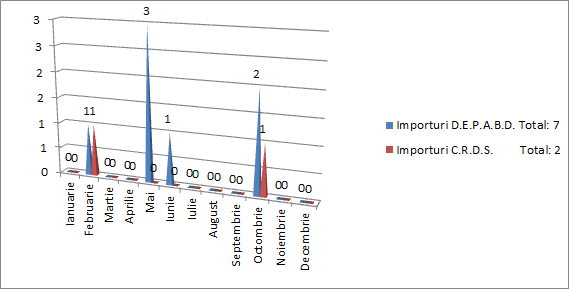 3
3
2
2
1
1
0
3
2
1
1
11
00
00
00
0
0
00
00
00
00
00
Ianuarie
Februarie
Martie
Aprilie
Mai
Iunie
Iulie
August
Septembrie
Octombrie
Noiembrie
Decembrie
Importuri D.E.P.A.B.D. Total: 7
Importuri C.R.D.S. Total: 2